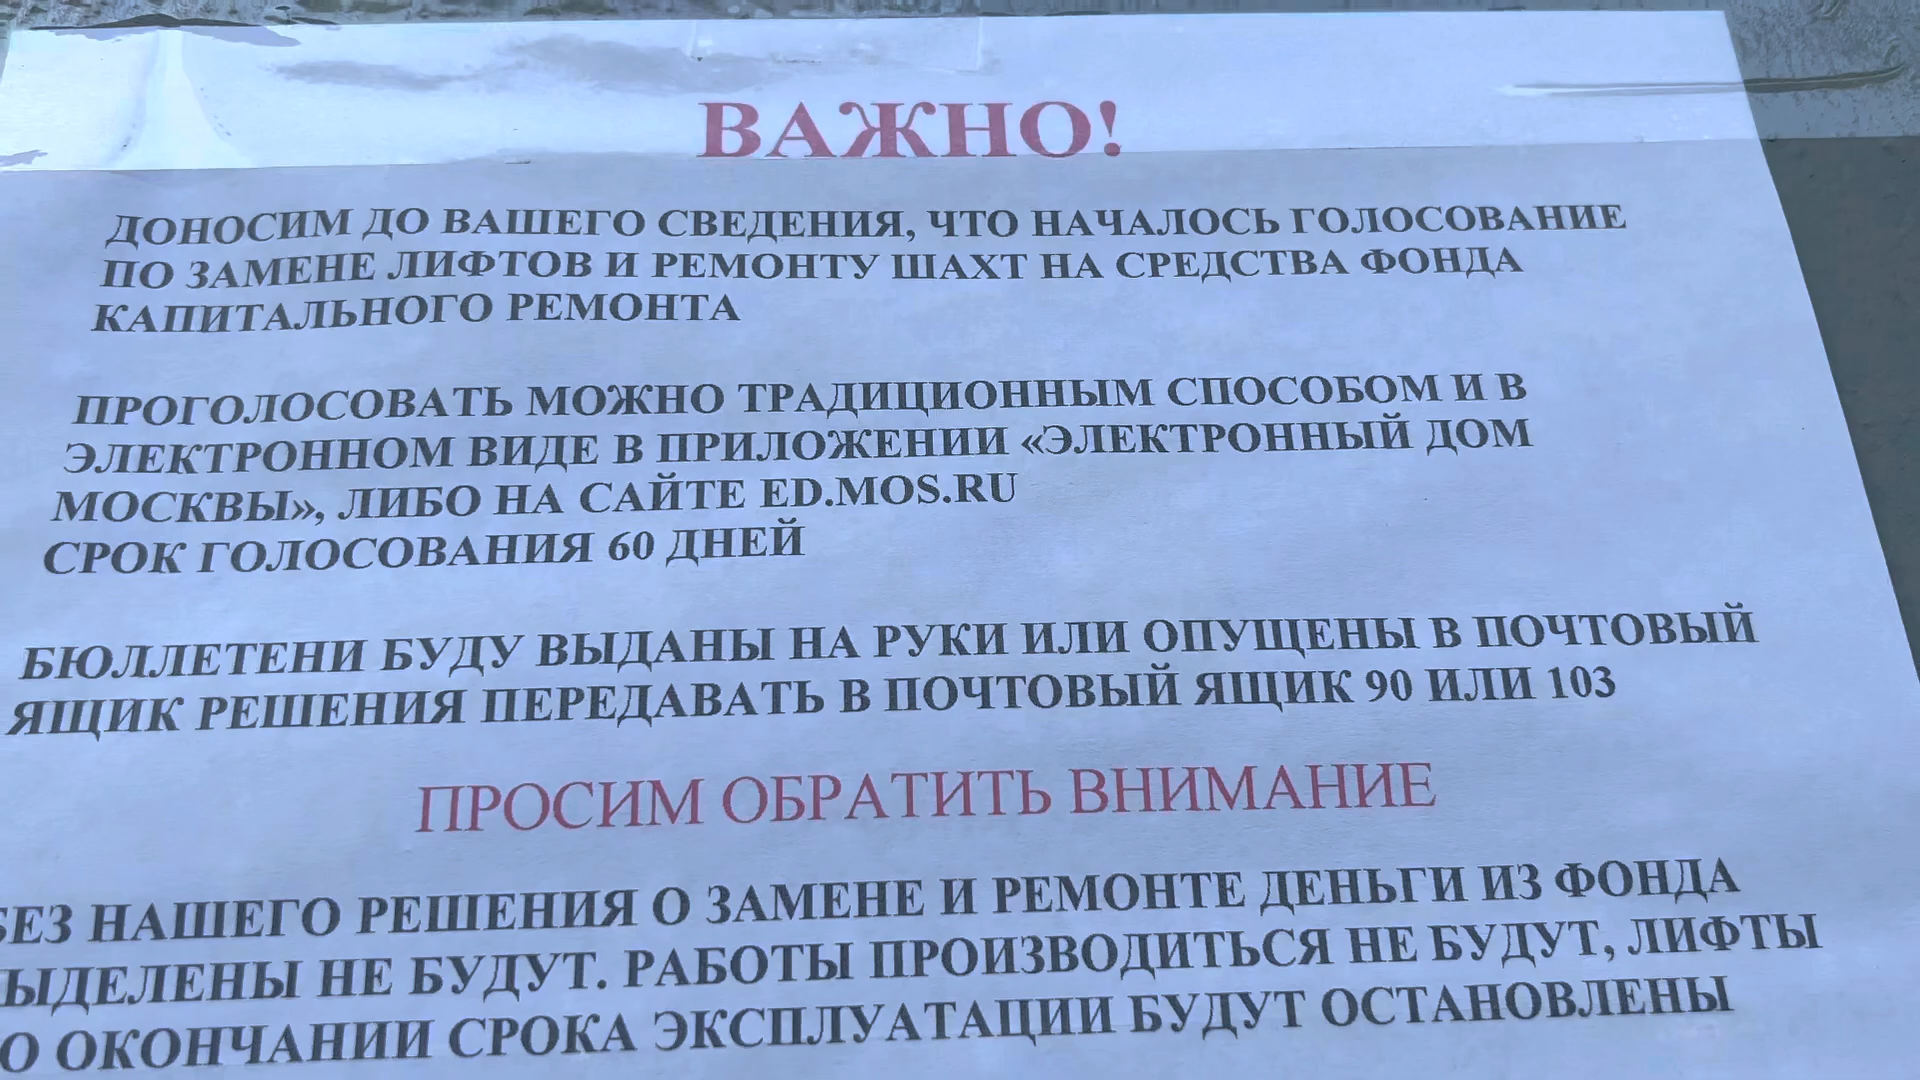 ВАЖНО!
ДОНОСИМ ДО ВАШЕГО СВЕДЕНИЯ, ЧТО НАЧАЛОСЬ ГОЛОСОВАНИЕ
ПО ЗАМЕНЕ ЛИФТОВ И РЕМОНТУ ШАХТ НА СРЕДСТВА ФОНДА
КАПИТАЛЬНОГО РЕМОНТА
ПРОГОЛОСОВАТЬ МОЖНО ТРАДИЦИОННЫМ СПОСОБОМ И В
ЭЛЕКТРОННОМ ВИДЕ В ПРИЛОЖЕНИИ «ЭЛЕКТРОННЫЙ ДОМ
МОСКВЫ», ЛИБО НА САЙТЕ ED.MOS.RU
СРОК ГОЛОСОВАНИЯ 60 ДНЕЙ
БЮЛЛЕТЕНИ БУДУ ВЫДАНЫ НА РУКИ ИЛИ ОПУЩЕНЫ В ПОЧТОВЫЙ
ЯЩИК РЕШЕНИЯ ПЕРЕДАВАТЬ В ПОЧТОВЫЙ ЯЩИК 90 ИЛИ 103
ПРОСИМ ОБРАТИТЬ ВНИМАНИЕ
БЕЗ НАШЕГО РЕШЕНИЯ О ЗАМЕНЕ И РЕМОНТЕ ДЕНЬГИ ИЗ ФОНДА
ЫДЕЛЕНЫ НЕ БУДУТ. РАБОТЫ ПРОИЗВОДИТЬСЯ НЕ БУДУТ, ЛИФТЫ
О ОКОНЧАНИИ СРОКА ЭКСПЛУАТАЦИИ БУДУТ ОСТАНОВЛЕНЫ